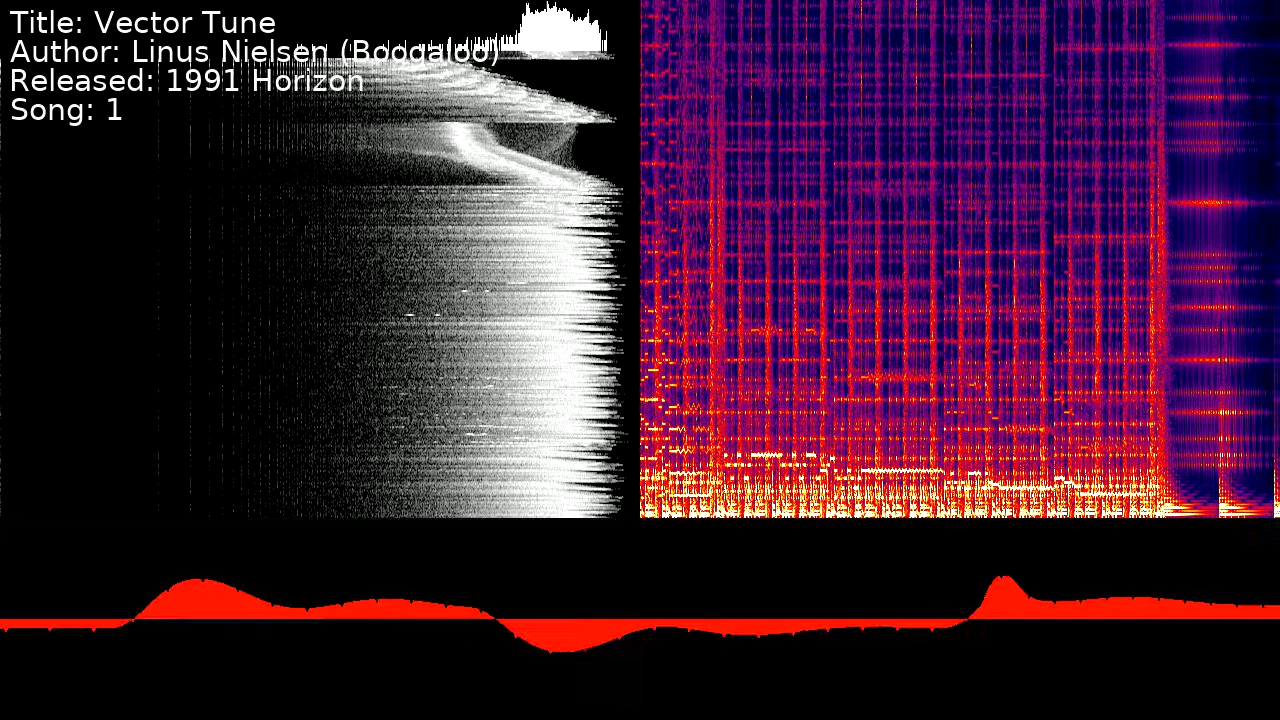 Title: Vector Tune
Author: Linus Nielsen (Boogaloo)
Released: 1991 Horizon
Song: 1